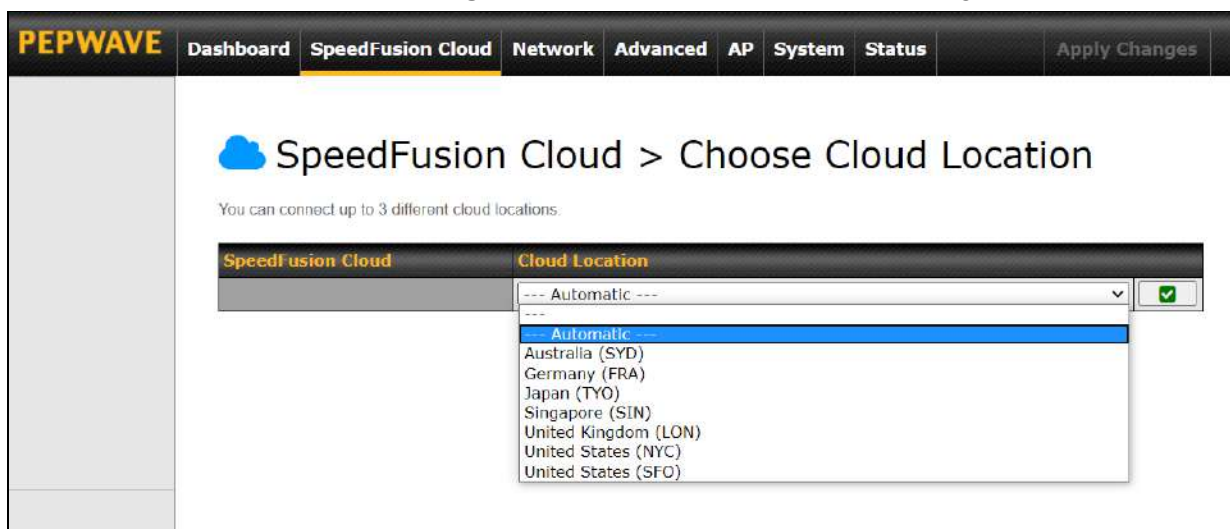 PEPWAVE Dashboard SpeedFusion Cloud Network Advanced AP System Status Apply Changes
SpeedFusion Cloud > Choose Cloud Location
You can connect up to 3 different cloud locations.
SpeedFusion Cloud Cloud Location
--- Automatic ---
---
--- Automatic ---
Australia (SYD)
Germany (FRA)
Japan (TYO)
Singapore (SIN)
United Kingdom (LON)
United States (NYC)
United States (SFO)